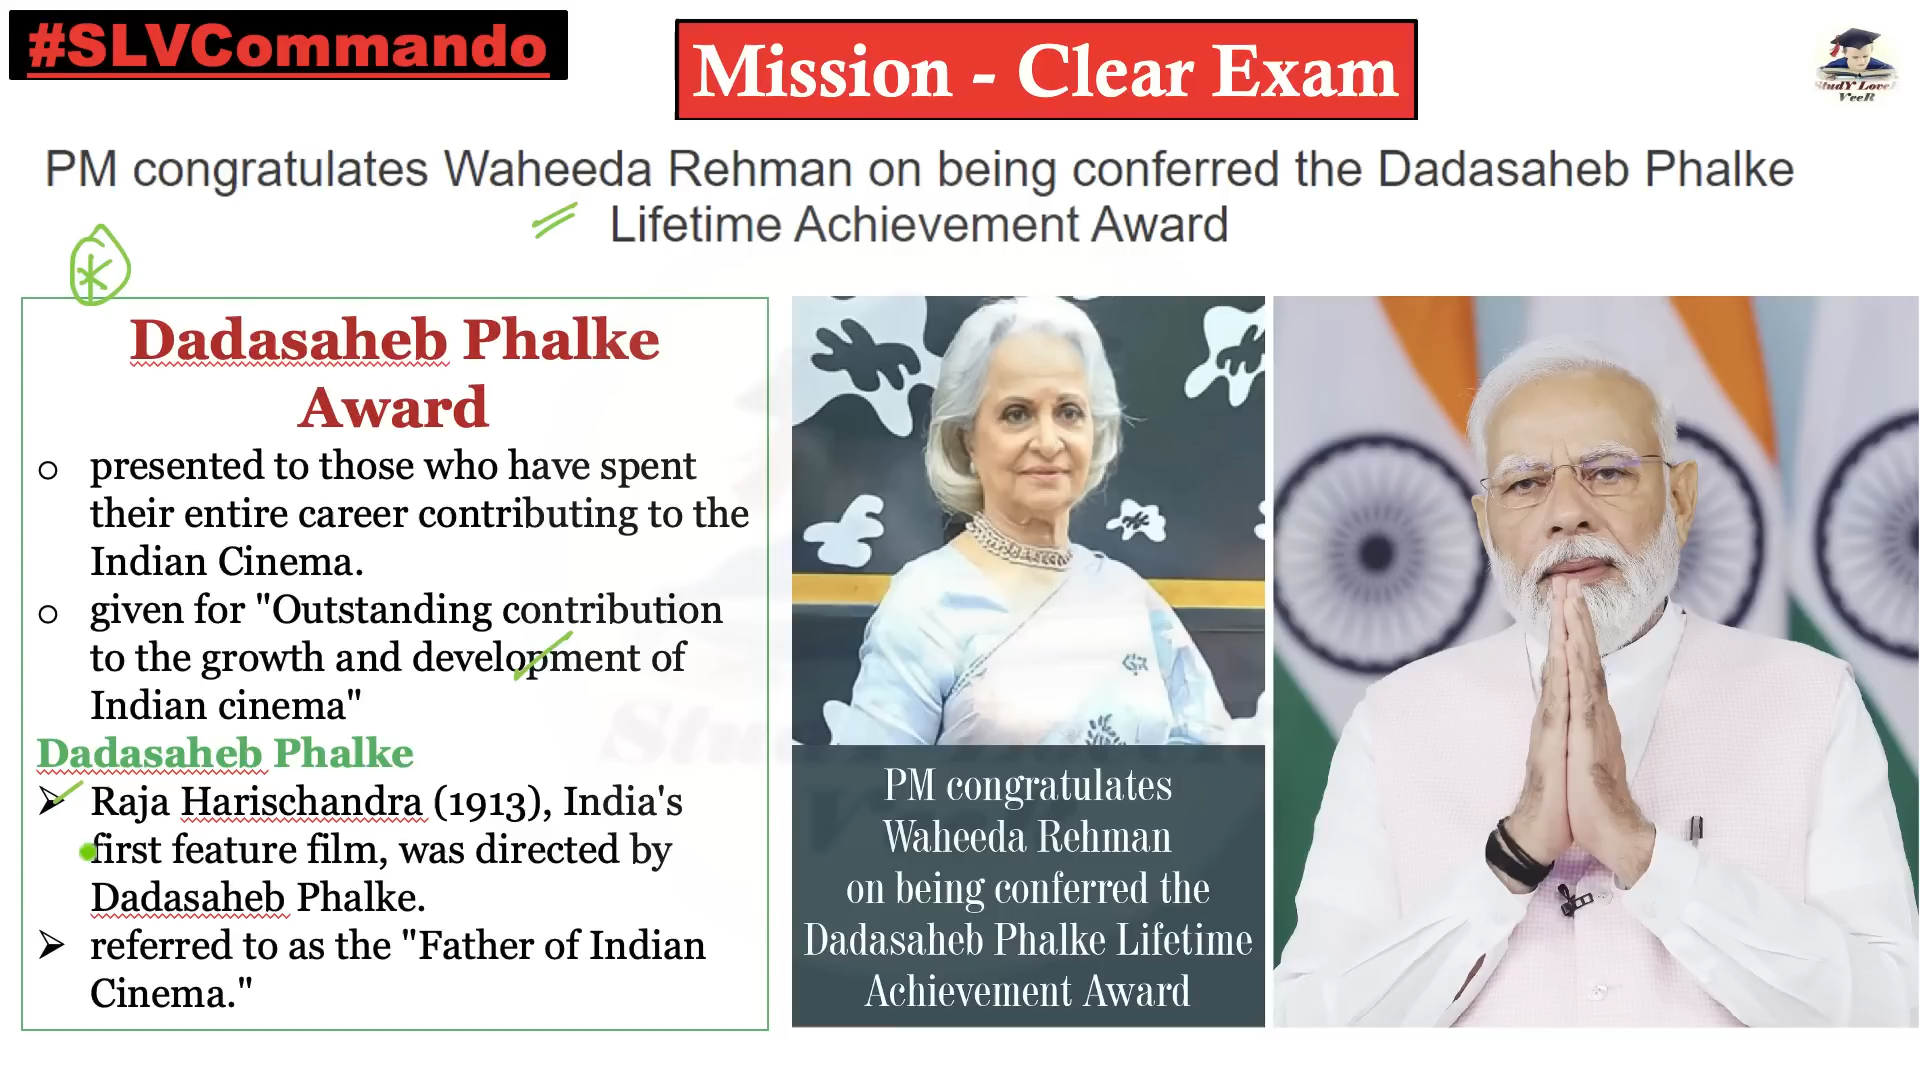 #SLVCommando
Mission - Clear Exam
StudY LoveR
VeeR
PM congratulates Waheeda Rehman on being conferred the Dadasaheb Phalke
Lifetime Achievement Award
Dadasaheb Phalke
Award
o presented to those who have spent
their entire career contributing to the
Indian Cinema.
o given for "Outstanding contribution
to the growth and development of
Indian cinema"
Dadasaheb Phalke
➢ Raja Harischandra (1913), India's
first feature film, was directed by
Dadasaheb Phalke.
➢ referred to as the "Father of Indian
Cinema."
PM congratulates
Waheeda Rehman
on being conferred the
Dadasaheb Phalke Lifetime
Achievement Award